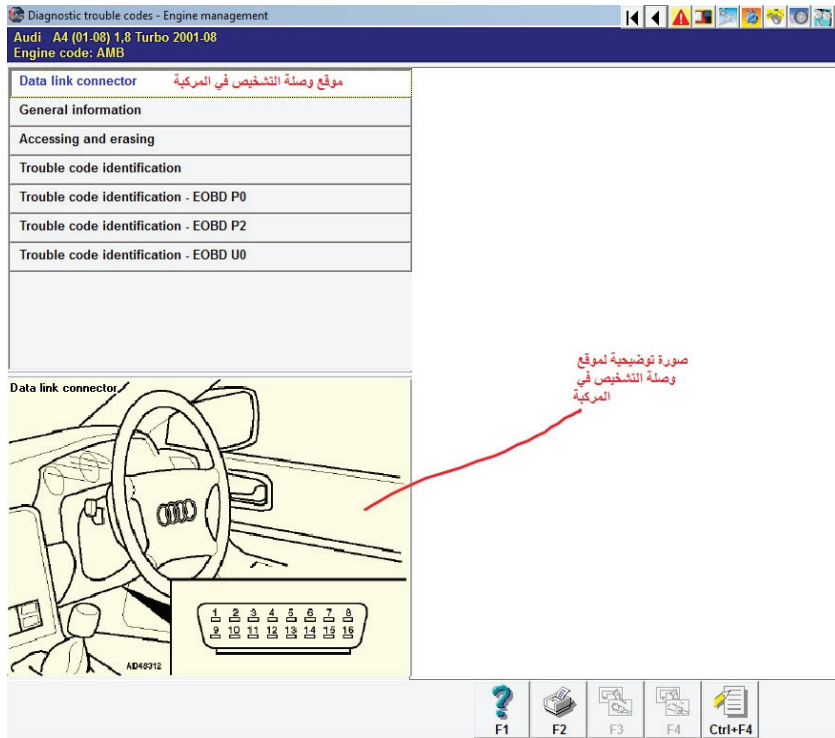 Diagnostic trouble codes - Engine management
Audi A4 (01-08) 1,8 Turbo 2001-08
Engine code: AMB
Data link connector موقع وصلة التشخيص في المركبة
General information
Accessing and erasing
Trouble code identification
Trouble code identification - EOBD P0
Trouble code identification - EOBD P2
Trouble code identification - EOBD U0
صورة توضيحية لموقع
وصلة التشخيص في
المركبة
Data link connector
1 2 3 4 5 6 7 8
9 10 11 12 13 14 15 16
AD46312
F1 F2 F3 F4 Ctrl+F4